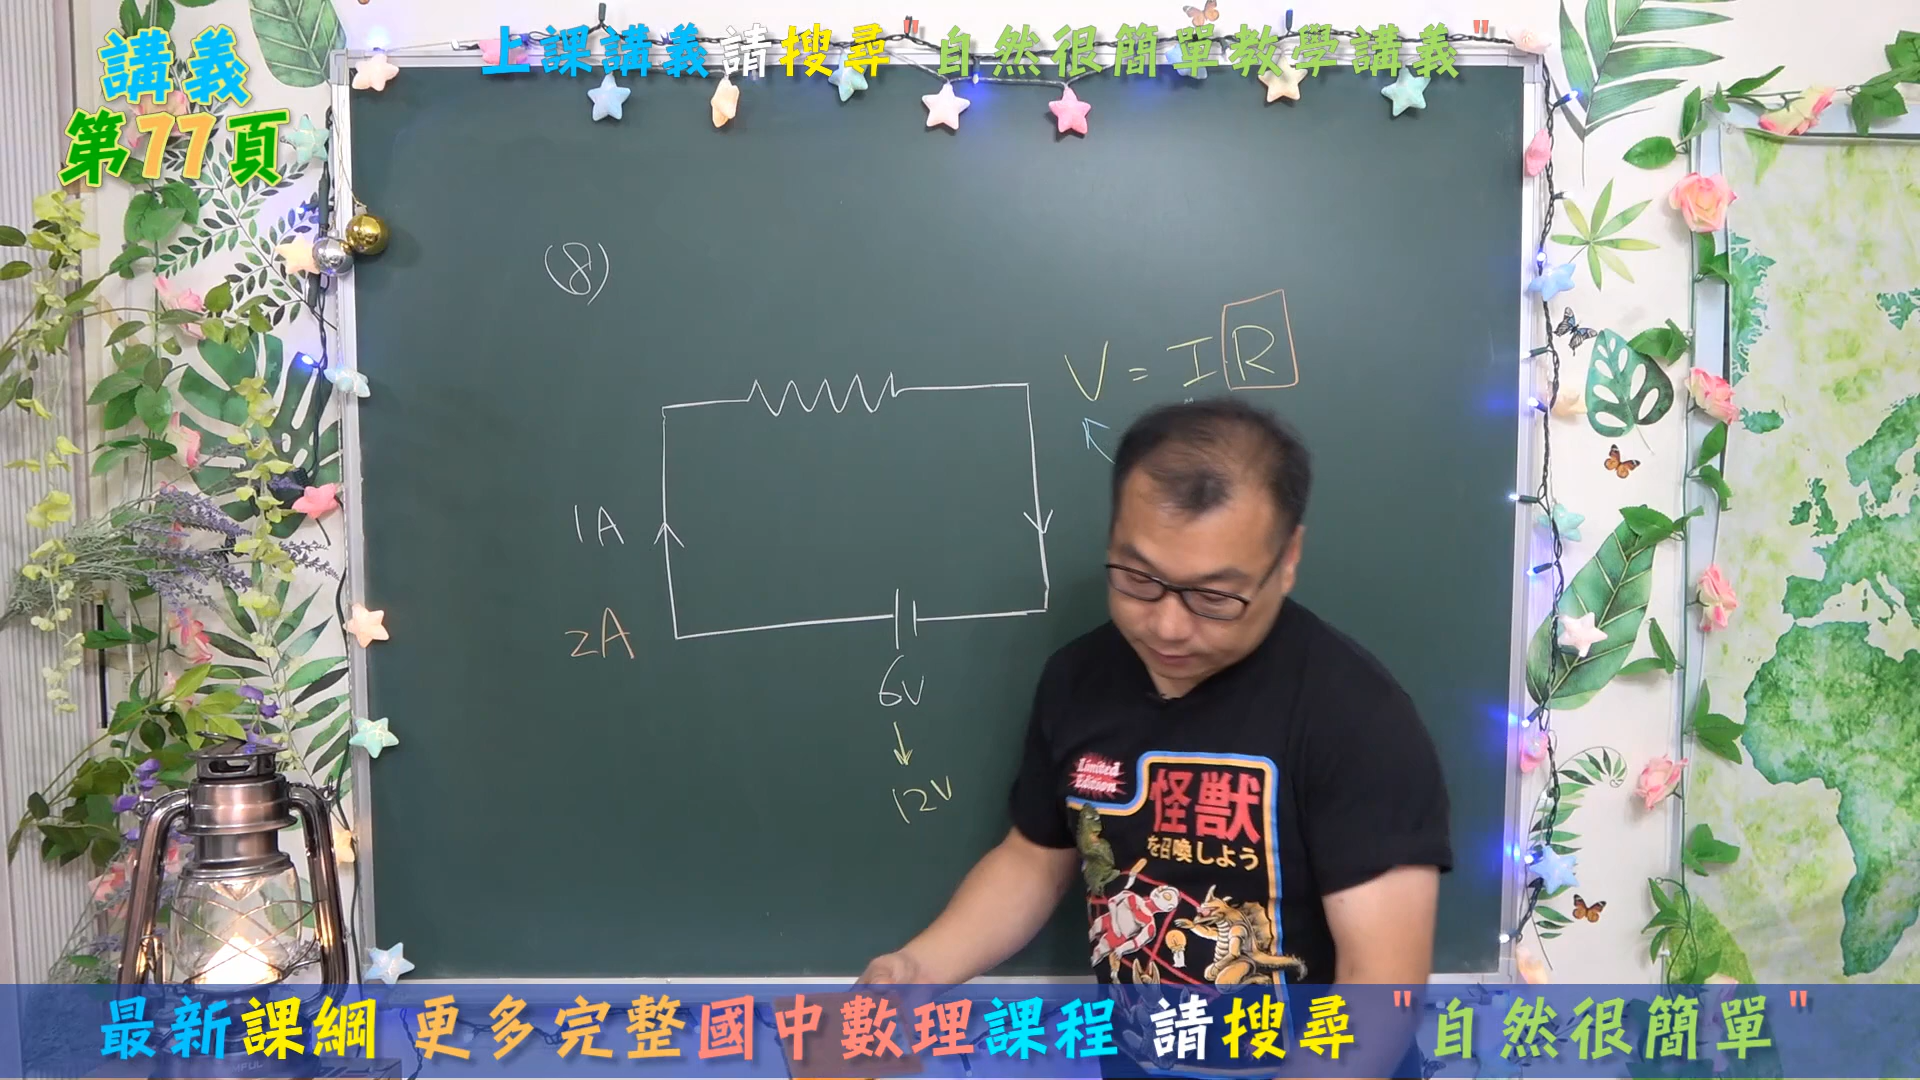 上課講義請搜尋"自然很簡單教學講義"
講義
第77頁
(8)
V = I R
1A
2A
6V
12V
Limited
Edition
怪獣
を召喚しよう
最新課綱 更多完整國中數理課程 請搜尋 "自然很簡單"